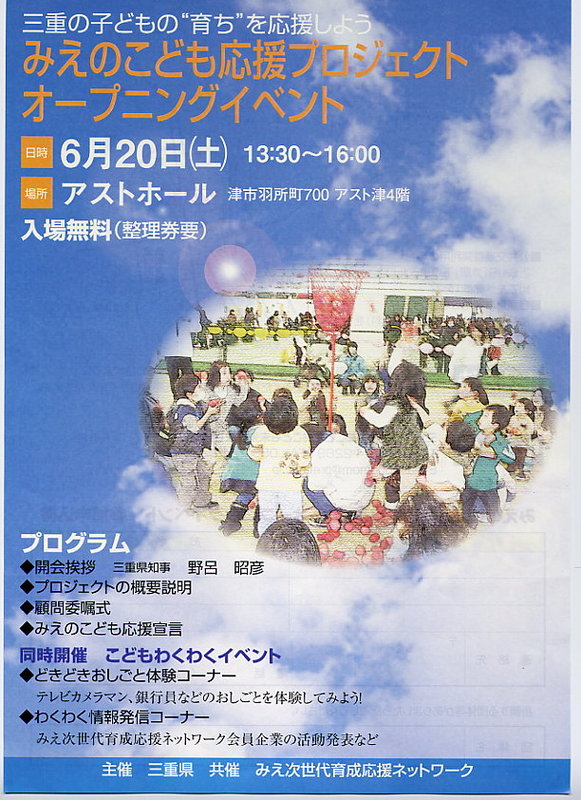 三重の子どもの“育ち”を応援しよう
みえのこども応援プロジェクト
オープニングイベント
日時 6月20日(土) 13:30～16:00
場所 アストホール 津市羽所町700 アスト津4階
入場無料(整理券要)
プログラム
◆開会挨拶 三重県知事 野呂 昭彦
◆プロジェクトの概要説明
◆顧問委嘱式
◆みえのこども応援宣言
同時開催 こどもわくわくイベント
◆どきどきおしごと体験コーナー
テレビカメラマン、銀行員などのおしごとを体験してみよう!
◆わくわく情報発信コーナー
みえ次世代育成応援ネットワーク会員企業の活動発表など
主催 三重県 共催 みえ次世代育成応援ネットワーク